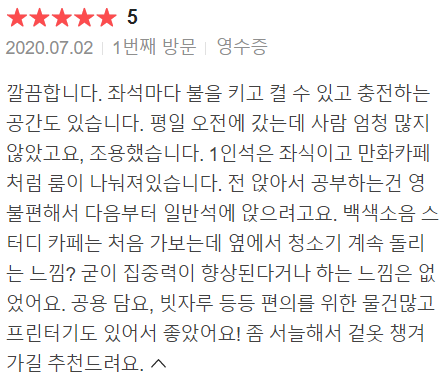 ★★★★★ 5
2020.07.02 | 1번째 방문 | 영수증
깔끔합니다. 좌석마다 불을 키고 켤 수 있고 충전하는
공간도 있습니다. 평일 오전에 갔는데 사람 엄청 많지
않았고요, 조용했습니다. 1인석은 좌식이고 만화카페
처럼 룸이 나눠져있습니다. 전 앉아서 공부하는건 영
불편해서 다음부터 일반석에 앉으려고요. 백색소음 스
터디 카페는 처음 가보는데 옆에서 청소기 계속 돌리
는 느낌? 굳이 집중력이 향상된다거나 하는 느낌은 없
었어요. 공용 담요, 빗자루 등등 편의를 위한 물건많고
프린터기도 있어서 좋았어요! 좀 서늘해서 겉옷 챙겨
가길 추천드려요. ㅅ